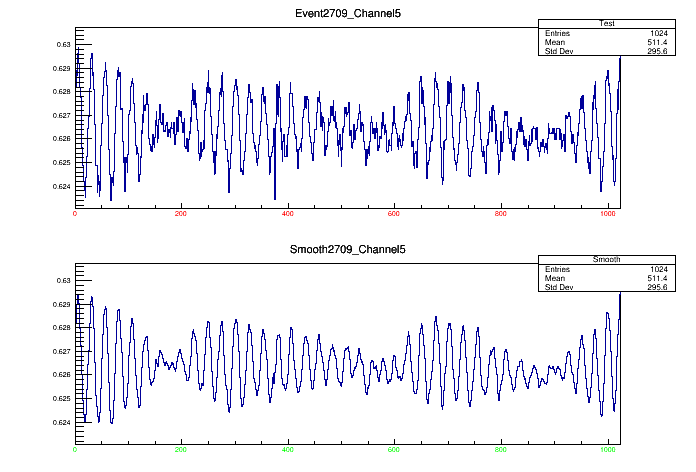 Event2709_Channel5
Test
Entries 1024
Mean 511.4
Std Dev 295.6
0.63
0.629
0.628
0.627
0.626
0.625
0.624
0 200 400 600 800 1000
Smooth2709_Channel5
Smooth
Entries 1024
Mean 511.4
Std Dev 295.6
0.63
0.629
0.628
0.627
0.626
0.625
0.624
0 200 400 600 800 1000